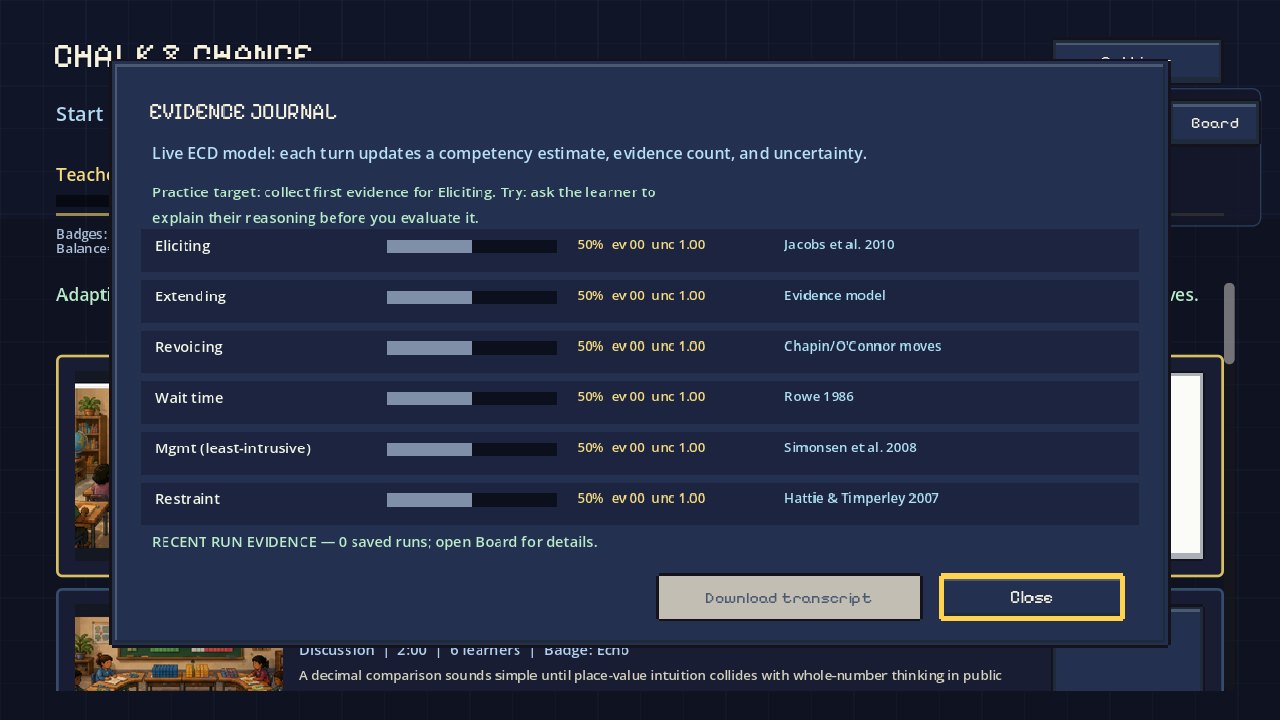 CHALK & CHANCE
Start
Board
Teache
Badges:
Balance=
Adapti
ves.
EVIDENCE JOURNAL
Live ECD model: each turn updates a competency estimate, evidence count, and uncertainty.
Practice target: collect first evidence for Eliciting. Try: ask the learner to
explain their reasoning before you evaluate it.
Eliciting 50% ev 00 unc 1.00 Jacobs et al. 2010
Extending 50% ev 00 unc 1.00 Evidence model
Revoicing 50% ev 00 unc 1.00 Chapin/O'Connor moves
Wait time 50% ev 00 unc 1.00 Rowe 1986
Mgmt (least-intrusive) 50% ev 00 unc 1.00 Simonsen et al. 2008
Restraint 50% ev 00 unc 1.00 Hattie & Timperley 2007
RECENT RUN EVIDENCE — 0 saved runs; open Board for details.
Download transcript
Close
Discussion | 2:00 | 6 learners | Badge: Echo
A decimal comparison sounds simple until place-value intuition collides with whole-number thinking in public